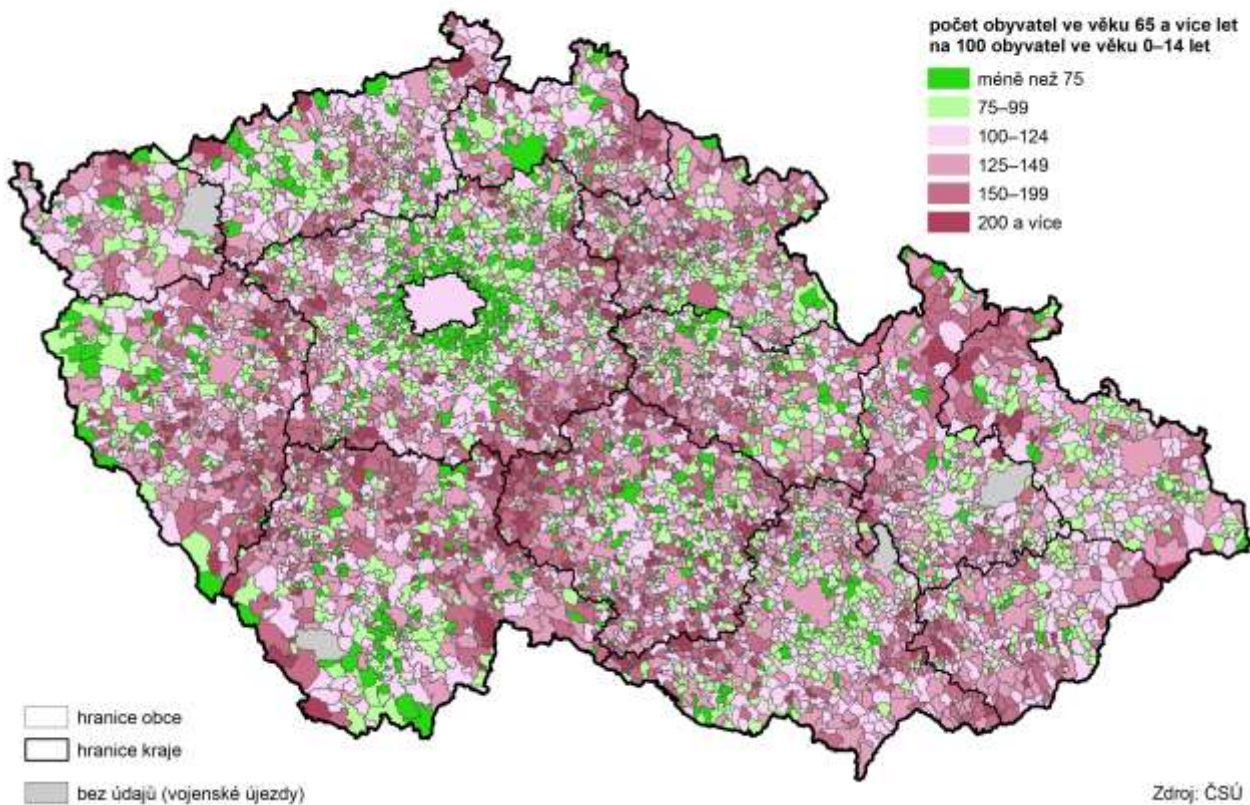 počet obyvatel ve věku 65 a více let
na 100 obyvatel ve věku 0–14 let
méně než 75
75–99
100–124
125–149
150–199
200 a více
hranice obce
hranice kraje
bez údajů (vojenské újezdy)
Zdroj: ČSÚ